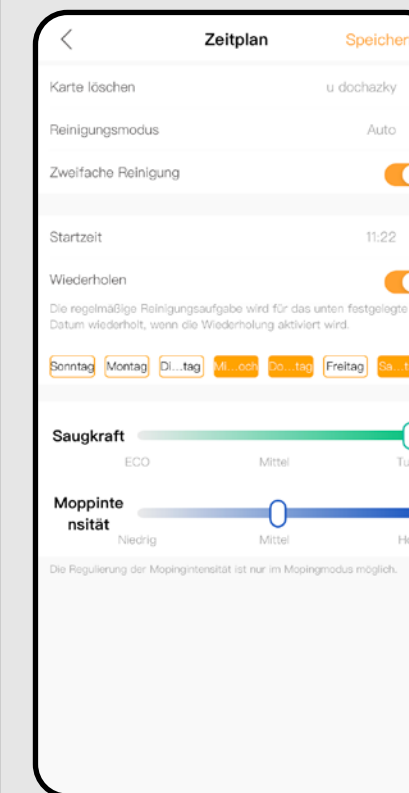 Zeitplan Speicher
Karte löschen u dochazky
Reinigungsmodus Auto
Zweifache Reinigung
Startzeit 11:22
Wiederholen
Die regelmäßige Reinigungsaufgabe wird für das unten festgelegte
Datum wiederholt, wenn die Wiederholung aktiviert wird.
Sonntag Montag Di...tag Mi...och Do...tag Freitag Sa...t
Saugkraft
ECO Mittel Tu
Moppinte
nsität
Niedrig Mittel Ho
Die Regulierung der Mopingintensität ist nur im Mopingmodus möglich.